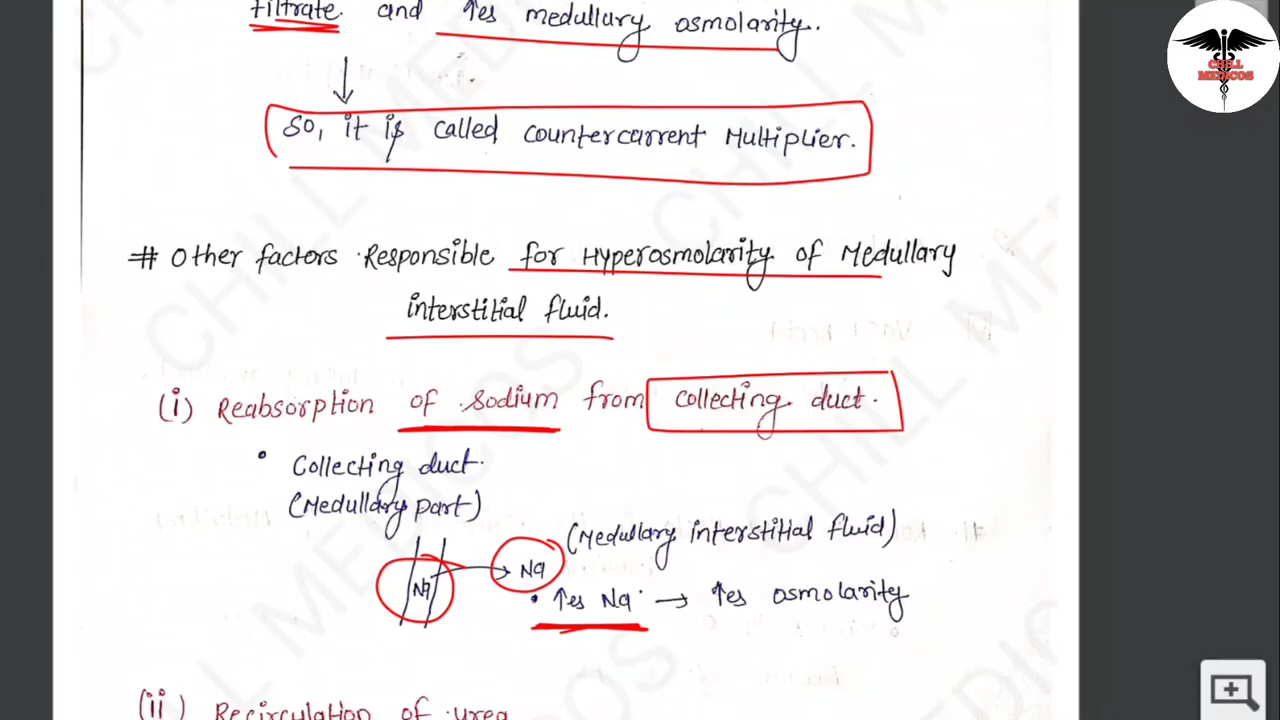 filtrate and ↑es medullary osmolarity.
↓
So, it is called countercurrent Multiplier.
CHILL
MEDICOS
# Other factors Responsible for Hyperosmolarity of Medullary
interstitial fluid.
(i) Reabsorption of sodium from collecting duct.
• Collecting duct.
(Medullary part)
(Medullary interstitial fluid)
Na → Na
• ↑es Na⁺ → ↑es osmolarity
(ii) Recirculation of urea